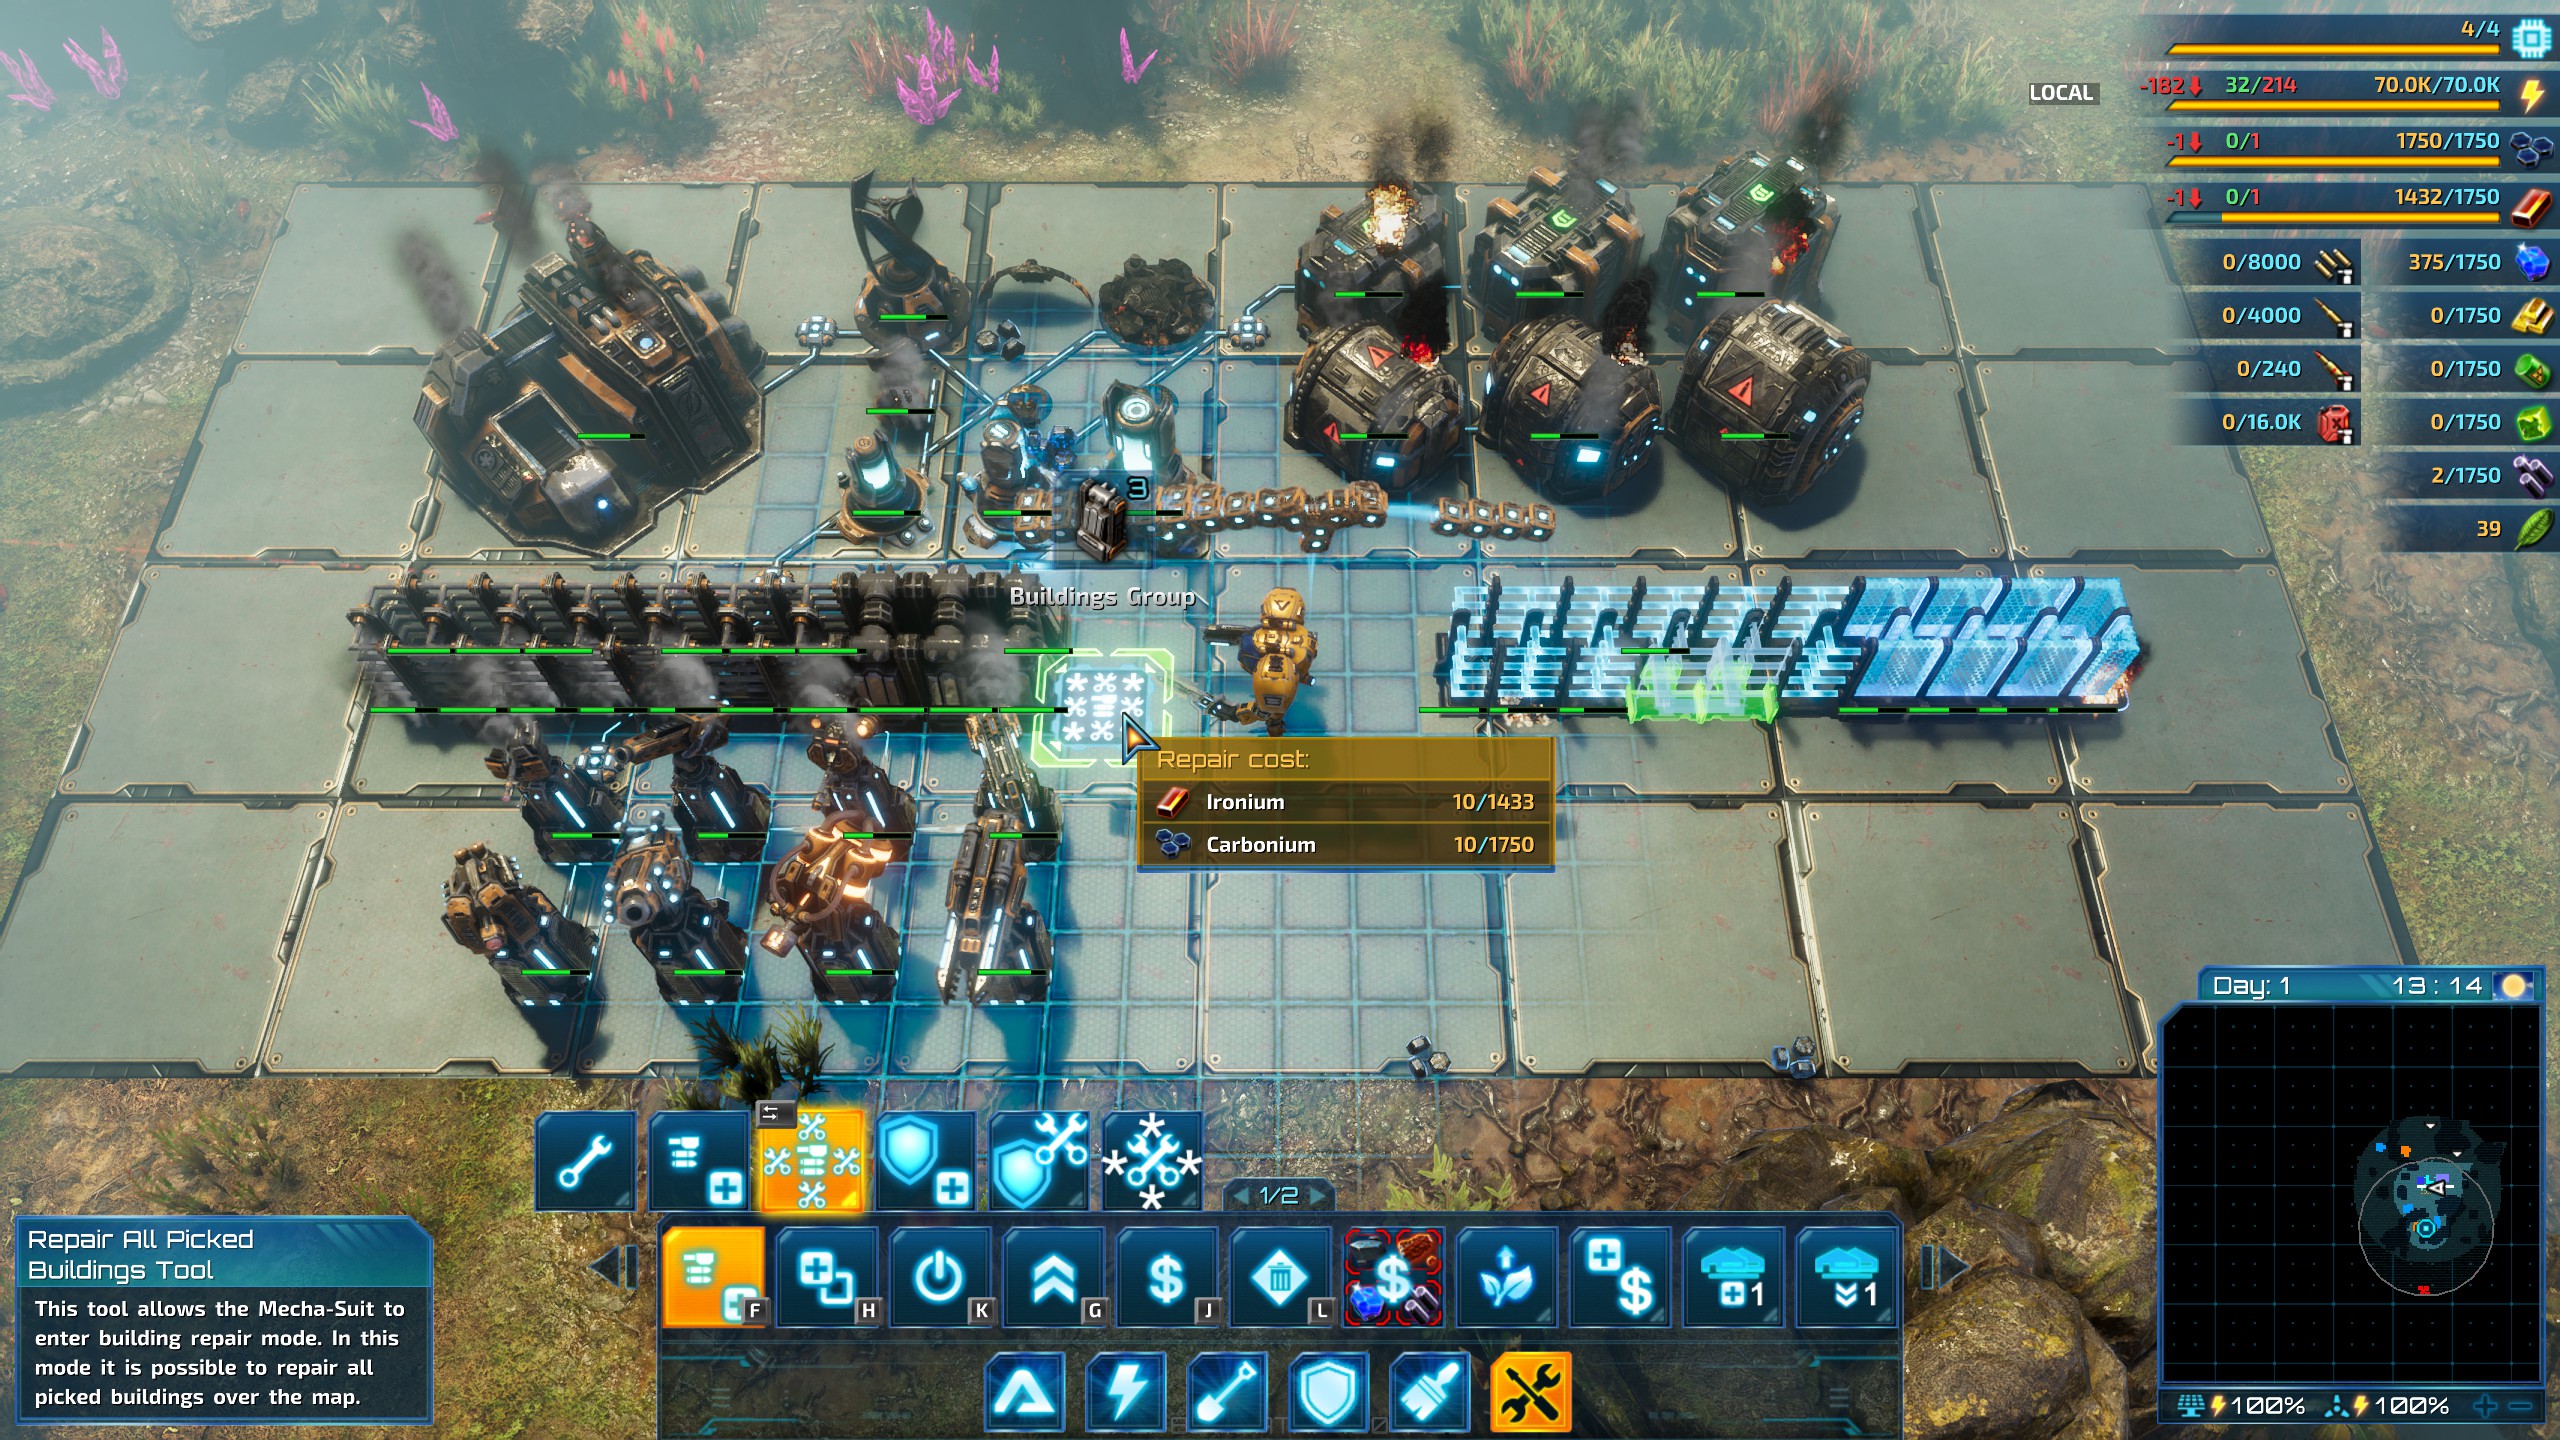 4/4
LOCAL
-182 32/214 70.0K/70.0K
-1 0/1 1750/1750
-1 0/1 1432/1750
0/8000 375/1750
0/4000 0/1750
0/240 0/1750
0/16.0K 0/1750
2/1750
39
3
Buildings Group
Repair cost:
Ironium 10/1433
Carbonium 10/1750
Day: 1 13:14
1/2
Repair All Picked
Buildings Tool
This tool allows the Mecha-Suit to
enter building repair mode. In this
mode it is possible to repair all
picked buildings over the map.
F H K G J L 1 1
100% 100%